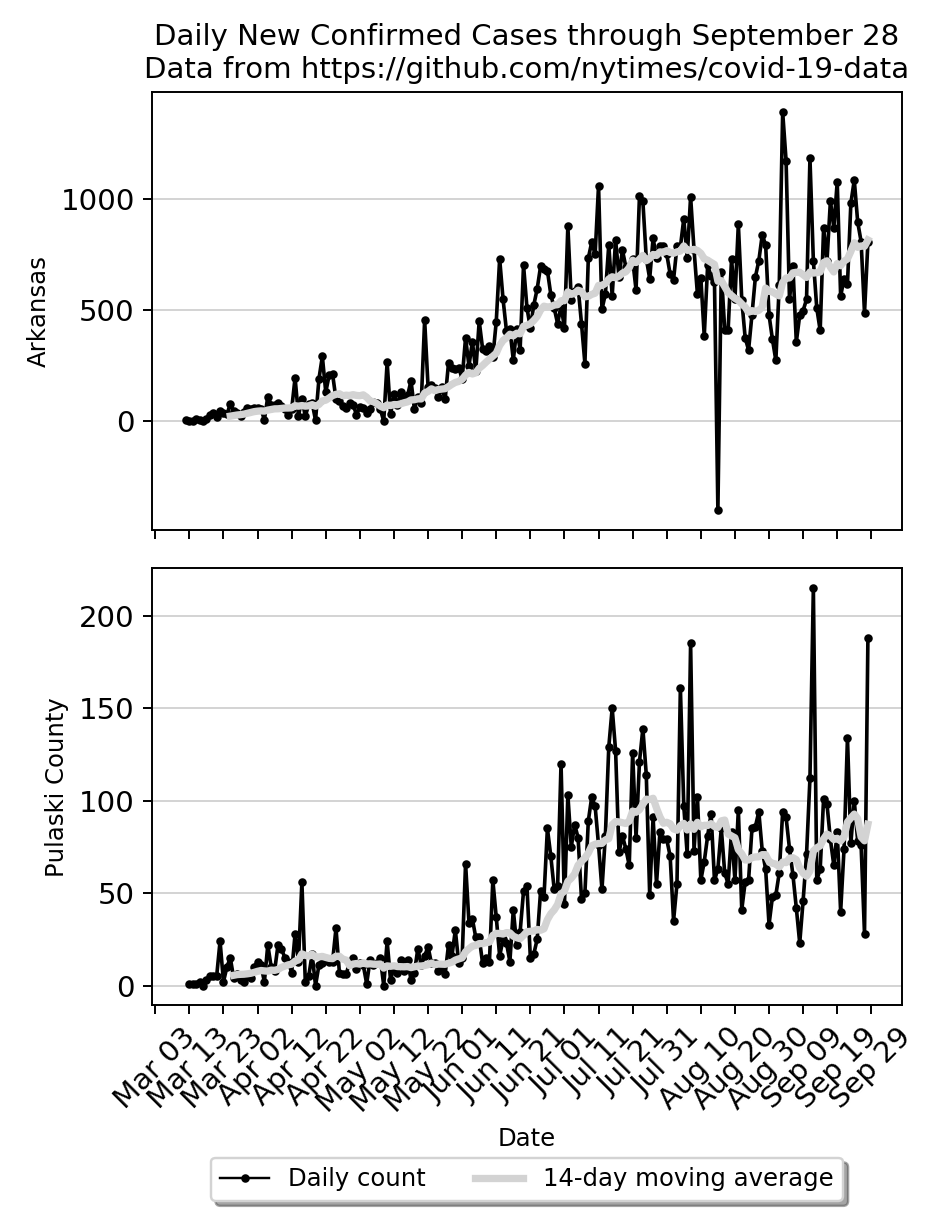 Daily New Confirmed Cases through September 28
Data from https://github.com/nytimes/covid-19-data
Arkansas
1000
500
0
Pulaski County
200
150
100
50
0
Mar 03
Mar 13
Mar 23
Apr 02
Apr 12
Apr 22
May 02
May 12
May 22
Jun 01
Jun 11
Jun 21
Jul 01
Jul 11
Jul 21
Jul 31
Aug 10
Aug 20
Aug 30
Sep 09
Sep 19
Sep 29
Date
Daily count
14-day moving average